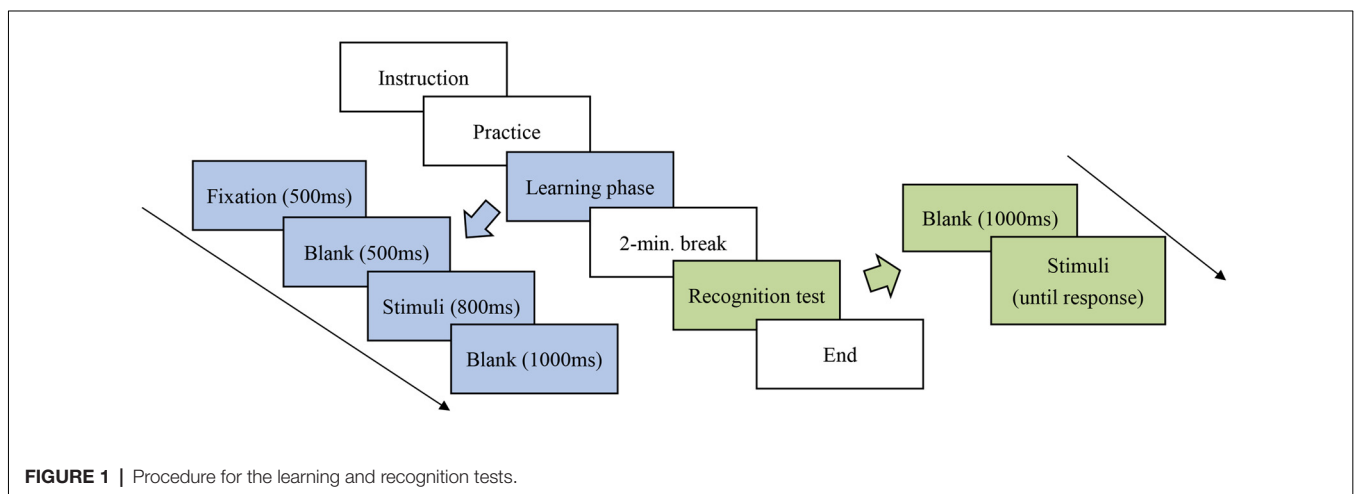 Instruction
Practice
Learning phase
2-min. break
Recognition test
End
Fixation (500ms)
Blank (500ms)
Stimuli (800ms)
Blank (1000ms)
Blank (1000ms)
Stimuli
(until response)
FIGURE 1 | Procedure for the learning and recognition tests.